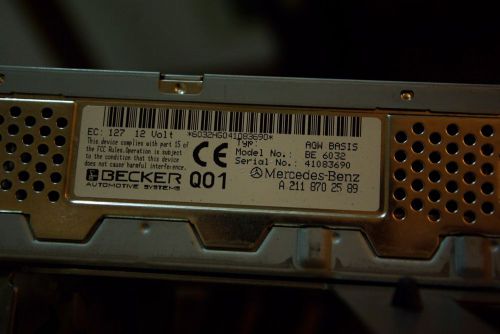 *6032HG041083690*
EC: 127 12 Volt
This device complies with part 15 of
the FCC Rules. Operation is subject
to the condition that this device
does not cause harmful interference.
CE
TYP: AGW BASIS
Model No.: BE 6032
Serial No.: 41083690
BECKER
AUTOMOTIVE SYSTEMS
Q01
Mercedes-Benz
A 211 870 25 89